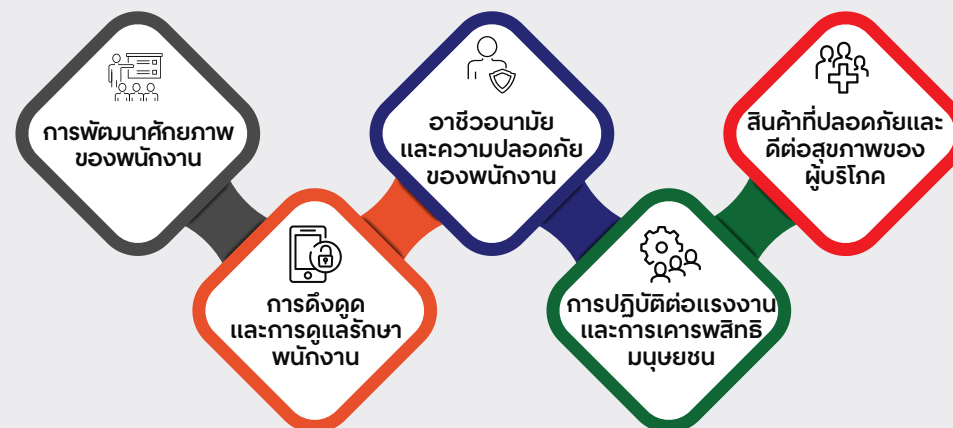 การพัฒนาศักยภาพ
ของพนักงาน
การดึงดูด
และการดูแลรักษา
พนักงาน
อาชีวอนามัย
และความปลอดภัย
ของพนักงาน
การปฏิบัติต่อแรงงาน
และการเคารพสิทธิ
มนุษยชน
สินค้าที่ปลอดภัยและ
ดีต่อสุขภาพของ
ผู้บริโภค